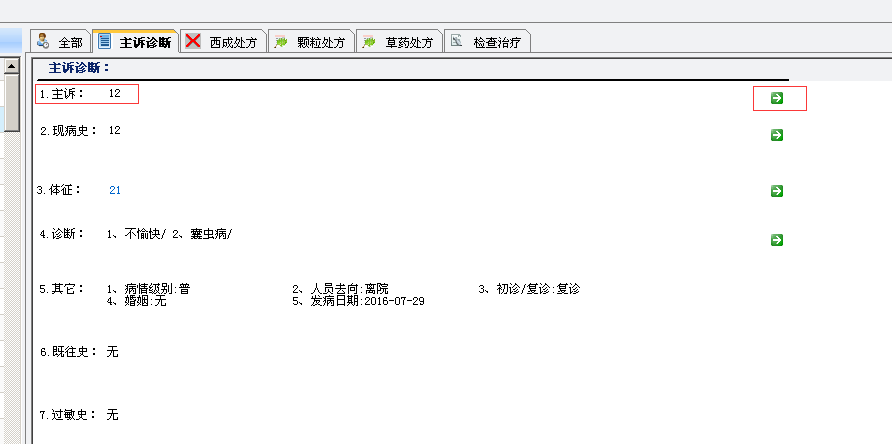 全部 主诉诊断 西成处方 颗粒处方 草药处方 检查治疗
主诉诊断：
1.主诉： 12
2.现病史： 12
3.体征： 21
4.诊断： 1、不愉快/ 2、囊虫病/
5.其它： 1、病情级别:普 2、人员去向:离院 3、初诊/复诊:复诊
4、婚姻:无 5、发病日期:2016-07-29
6.既往史： 无
7.过敏史： 无